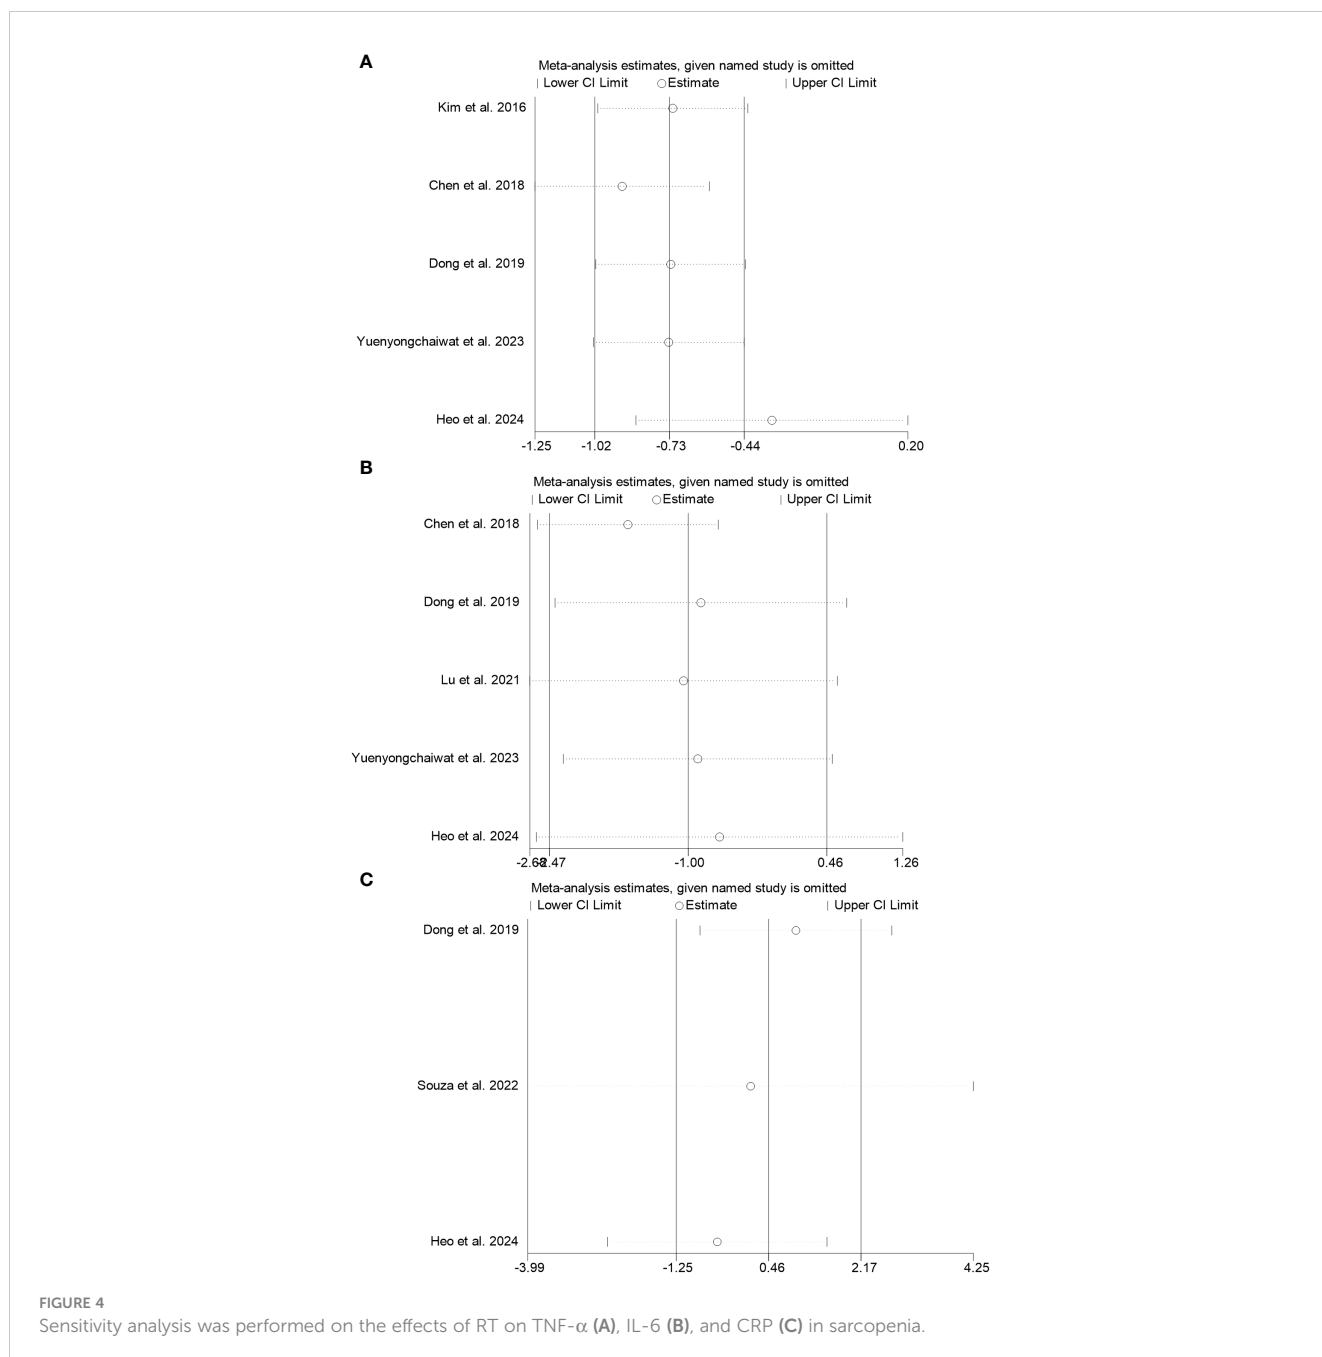 A
Meta-analysis estimates, given named study is omitted
| Lower CI Limit ○Estimate | Upper CI Limit
Kim et al. 2016
Chen et al. 2018
Dong et al. 2019
Yuenyongchaiwat et al. 2023
Heo et al. 2024
-1.25 -1.02 -0.73 -0.44 0.20
B
Meta-analysis estimates, given named study is omitted
| Lower CI Limit ○Estimate | Upper CI Limit
Chen et al. 2018
Dong et al. 2019
Lu et al. 2021
Yuenyongchaiwat et al. 2023
Heo et al. 2024
-2.47 -1.00 0.46 1.26
C
Meta-analysis estimates, given named study is omitted
| Lower CI Limit ○Estimate | Upper CI Limit
Dong et al. 2019
Souza et al. 2022
Heo et al. 2024
-3.99 -1.25 0.46 2.17 4.25
FIGURE 4
Sensitivity analysis was performed on the effects of RT on TNF-α (A), IL-6 (B), and CRP (C) in sarcopenia.